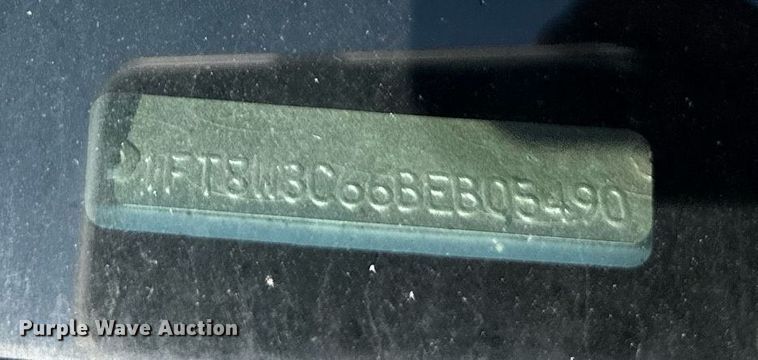 1FT8W3C66BEB05490
Purple Wave Auction